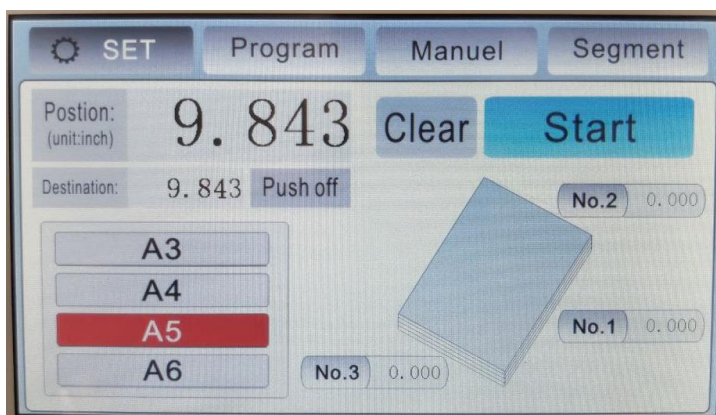 SET Program Manuel Segment
Postion:
(unit:inch)
9.843 Clear Start
Destination: 9.843 Push off
No.2 0.000
A3
A4
A5
No.1 0.000
A6
No.3 0.000